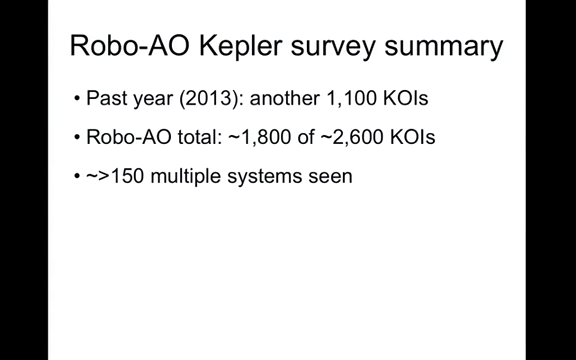 Robo-AO Kepler survey summary
• Past year (2013): another 1,100 KOIs
• Robo-AO total: ~1,800 of ~2,600 KOIs
• ~>150 multiple systems seen